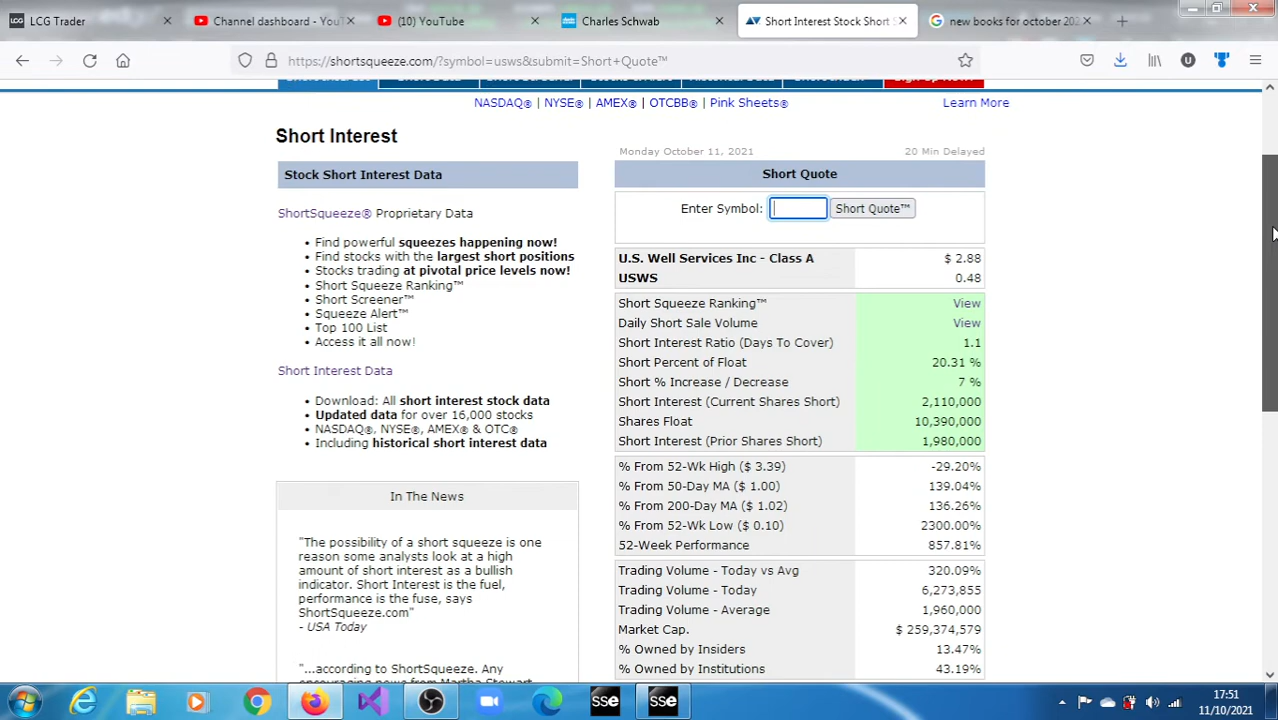 LCG Trader
Channel dashboard - YouT
(10) YouTube
Charles Schwab
Short Interest Stock Short S
new books for october 202
https://shortsqueeze.com/?symbol=usws&submit=Short+Quote™
NASDAQ® | NYSE® | AMEX® | OTCBB® | Pink Sheets®
Learn More
Short Interest
Monday October 11, 2021
20 Min Delayed
Stock Short Interest Data
Short Quote
ShortSqueeze® Proprietary Data
Enter Symbol:
Short Quote™
• Find powerful squeezes happening now!
• Find stocks with the largest short positions
• Stocks trading at pivotal price levels now!
• Short Squeeze Ranking™
• Short Screener™
• Squeeze Alert™
• Top 100 List
• Access it all now!
Short Interest Data
• Download: All short interest stock data
• Updated data for over 16,000 stocks
• NASDAQ®, NYSE®, AMEX® & OTC®
• Including historical short interest data
In The News
"The possibility of a short squeeze is one
reason some analysts look at a high
amount of short interest as a bullish
indicator. Short Interest is the fuel,
performance is the fuse, says
ShortSqueeze.com"
- USA Today
"...according to ShortSqueeze. Any
encouraging news from Martha Stewart
U.S. Well Services Inc - Class A $ 2.88
USWS 0.48
Short Squeeze Ranking™ View
Daily Short Sale Volume View
Short Interest Ratio (Days To Cover) 1.1
Short Percent of Float 20.31 %
Short % Increase / Decrease 7 %
Short Interest (Current Shares Short) 2,110,000
Shares Float 10,390,000
Short Interest (Prior Shares Short) 1,980,000
% From 52-Wk High ($ 3.39) -29.20%
% From 50-Day MA ($ 1.00) 139.04%
% From 200-Day MA ($ 1.02) 136.26%
% From 52-Wk Low ($ 0.10) 2300.00%
52-Week Performance 857.81%
Trading Volume - Today vs Avg 320.09%
Trading Volume - Today 6,273,855
Trading Volume - Average 1,960,000
Market Cap. $ 259,374,579
% Owned by Insiders 13.47%
% Owned by Institutions 43.19%
sse
sse
17:51
11/10/2021